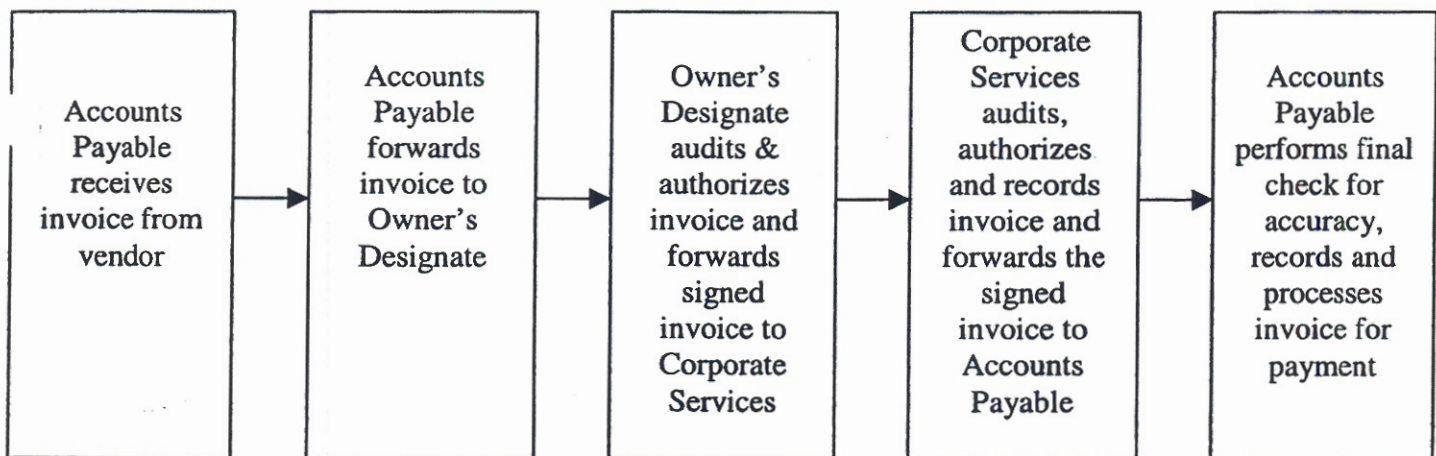 Accounts
Payable
receives
invoice from
vendor
Accounts
Payable
forwards
invoice to
Owner's
Designate
Owner's
Designate
audits &
authorizes
invoice and
forwards
signed
invoice to
Corporate
Services
Corporate
Services
audits,
authorizes
and records
invoice and
forwards the
signed
invoice to
Accounts
Payable
Accounts
Payable
performs final
check for
accuracy,
records and
processes
invoice for
payment